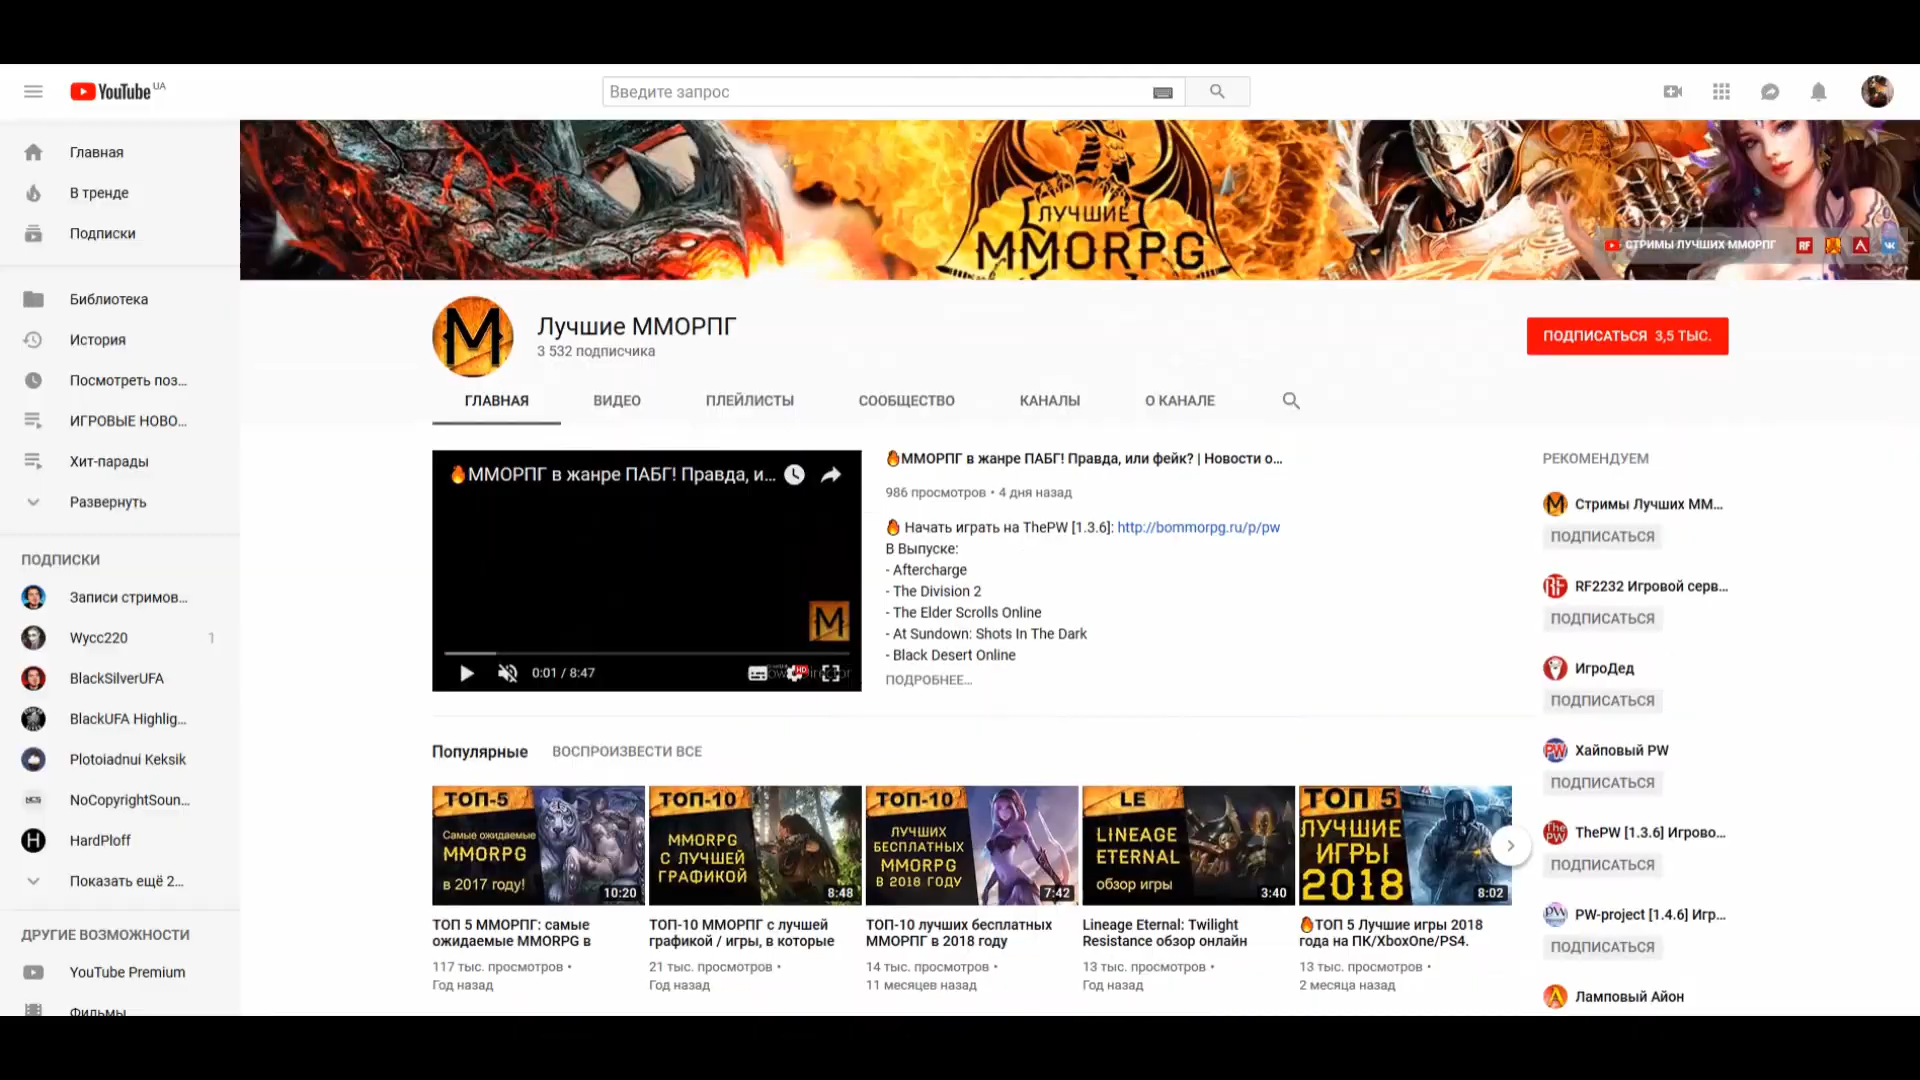 YouTube UA
Введите запрос
Главная
В тренде
Подписки
Библиотека
История
Посмотреть поз...
ИГРОВЫЕ НОВО...
Хит-парады
Развернуть
ПОДПИСКИ
Записи стримов...
Wycc220 1
BlackSilverUFA
BlackUFA Highlig...
Plotoiadnui Keksik
NoCopyrightSoun...
HardPloff
Показать ещё 2...
ДРУГИЕ ВОЗМОЖНОСТИ
YouTube Premium
Фильмы
ЛУЧШИЕ
MMORPG
СТРИМЫ ЛУЧШИХ ММОРПГ
RF
Лучшие ММОРПГ
3 532 подписчика
ПОДПИСАТЬСЯ 3,5 ТЫС.
ГЛАВНАЯ
ВИДЕО
ПЛЕЙЛИСТЫ
СООБЩЕСТВО
КАНАЛЫ
О КАНАЛЕ
🔥ММОРПГ в жанре ПАБГ! Правда, и...
M
0:01 / 8:47
HD
🔥ММОРПГ в жанре ПАБГ! Правда, или фейк? | Новости о...
986 просмотров • 4 дня назад
🔥 Начать играть на ThePW [1.3.6]: http://bommorpg.ru/p/pw
В Выпуске:
- Aftercharge
- The Division 2
- The Elder Scrolls Online
- At Sundown: Shots In The Dark
- Black Desert Online
ПОДРОБНЕЕ...
Популярные ВОСПРОИЗВЕСТИ ВСЕ
ТОП-5
Самые ожидаемые
MMORPG
в 2017 году!
10:20
ТОП 5 ММОРПГ: самые
ожидаемые MMORPG в
117 тыс. просмотров •
Год назад
ТОП-10
MMORPG
С ЛУЧШЕЙ
ГРАФИКОЙ
8:48
ТОП-10 ММОРПГ с лучшей
графикой / игры, в которые
21 тыс. просмотров •
Год назад
ТОП-10
ЛУЧШИХ
БЕСПЛАТНЫХ
MMORPG
В 2018 ГОДУ
7:42
ТОП-10 лучших бесплатных
ММОРПГ в 2018 году
14 тыс. просмотров •
11 месяцев назад
LE
LINEAGE
ETERNAL
обзор игры
3:40
Lineage Eternal: Twilight
Resistance обзор онлайн
13 тыс. просмотров •
Год назад
ТОП 5
ЛУЧШИЕ
ИГРЫ
2018
8:02
🔥ТОП 5 Лучшие игры 2018
года на ПК/XboxOne/PS4.
13 тыс. просмотров •
2 месяца назад
РЕКОМЕНДУЕМ
Стримы Лучших ММ...
ПОДПИСАТЬСЯ
RF2232 Игровой серв...
ПОДПИСАТЬСЯ
ИгроДед
ПОДПИСАТЬСЯ
Хайповый PW
ПОДПИСАТЬСЯ
ThePW [1.3.6] Игрово...
ПОДПИСАТЬСЯ
PW-project [1.4.6] Игр...
ПОДПИСАТЬСЯ
Ламповый Айон